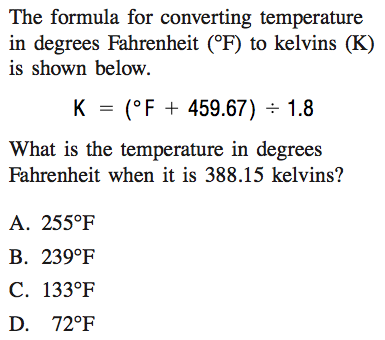 The formula for converting temperature
in degrees Fahrenheit (°F) to kelvins (K)
is shown below.
K = (°F + 459.67) ÷ 1.8
What is the temperature in degrees
Fahrenheit when it is 388.15 kelvins?
A. 255°F
B. 239°F
C. 133°F
D. 72°F